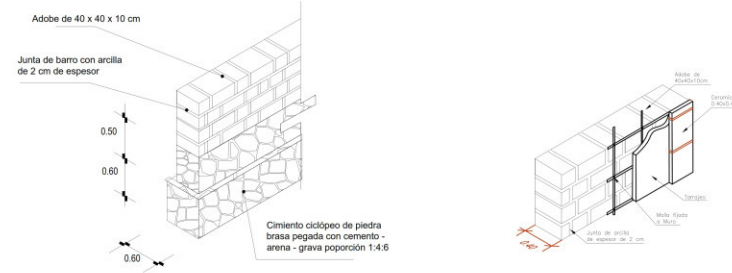 Adobe de 40 x 40 x 10 cm
Junta de barro con arcilla
de 2 cm de espesor
0.50
0.60
0.60
Cimiento ciclópeo de piedra
brasa pegada con cemento -
arena - grava poporción 1:4:6
Adobe de
40x40x10cm
Tarrajeo
Malla fijada
a Muro
Junta de arcilla
de espesor de 2 cm
0.40